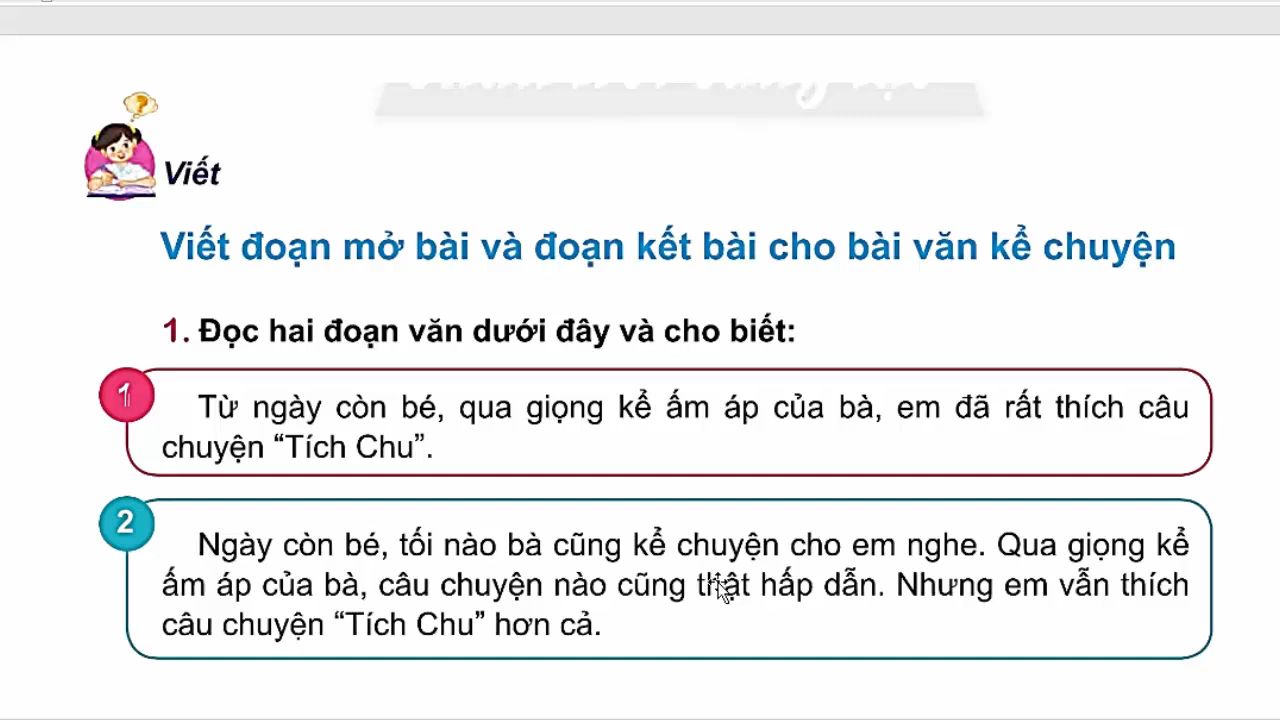 Viết
Viết đoạn mở bài và đoạn kết bài cho bài văn kể chuyện
1. Đọc hai đoạn văn dưới đây và cho biết:
1
Từ ngày còn bé, qua giọng kể ấm áp của bà, em đã rất thích câu
chuyện “Tích Chu”.
2
Ngày còn bé, tối nào bà cũng kể chuyện cho em nghe. Qua giọng kể
ấm áp của bà, câu chuyện nào cũng thật hấp dẫn. Nhưng em vẫn thích
câu chuyện “Tích Chu” hơn cả.